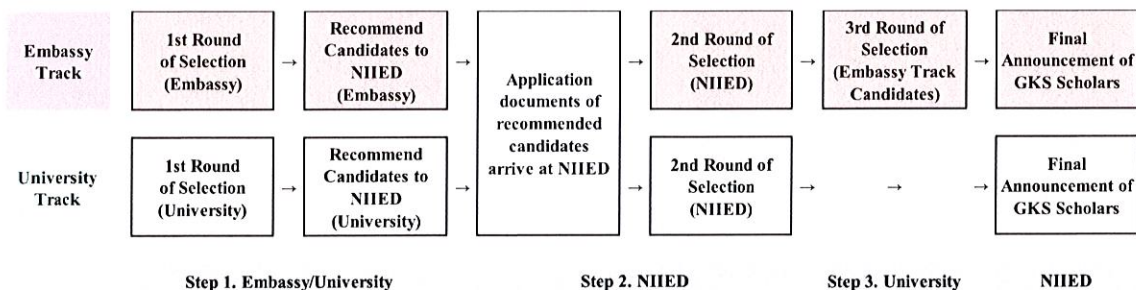 Embassy
Track
1st Round
of Selection
(Embassy)
→
Recommend
Candidates to
NIIED
(Embassy)
→
Application
documents of
recommended
candidates
arrive at NIIED
→
2nd Round of
Selection
(NIIED)
→
3rd Round of
Selection
(Embassy Track
Candidates)
→
Final
Announcement of
GKS Scholars
University
Track
1st Round
of Selection
(University)
→
Recommend
Candidates to
NIIED
(University)
→
→
2nd Round of
Selection
(NIIED)
→
→
→
Final
Announcement of
GKS Scholars
Step 1. Embassy/University
Step 2. NIIED
Step 3. University
NIIED